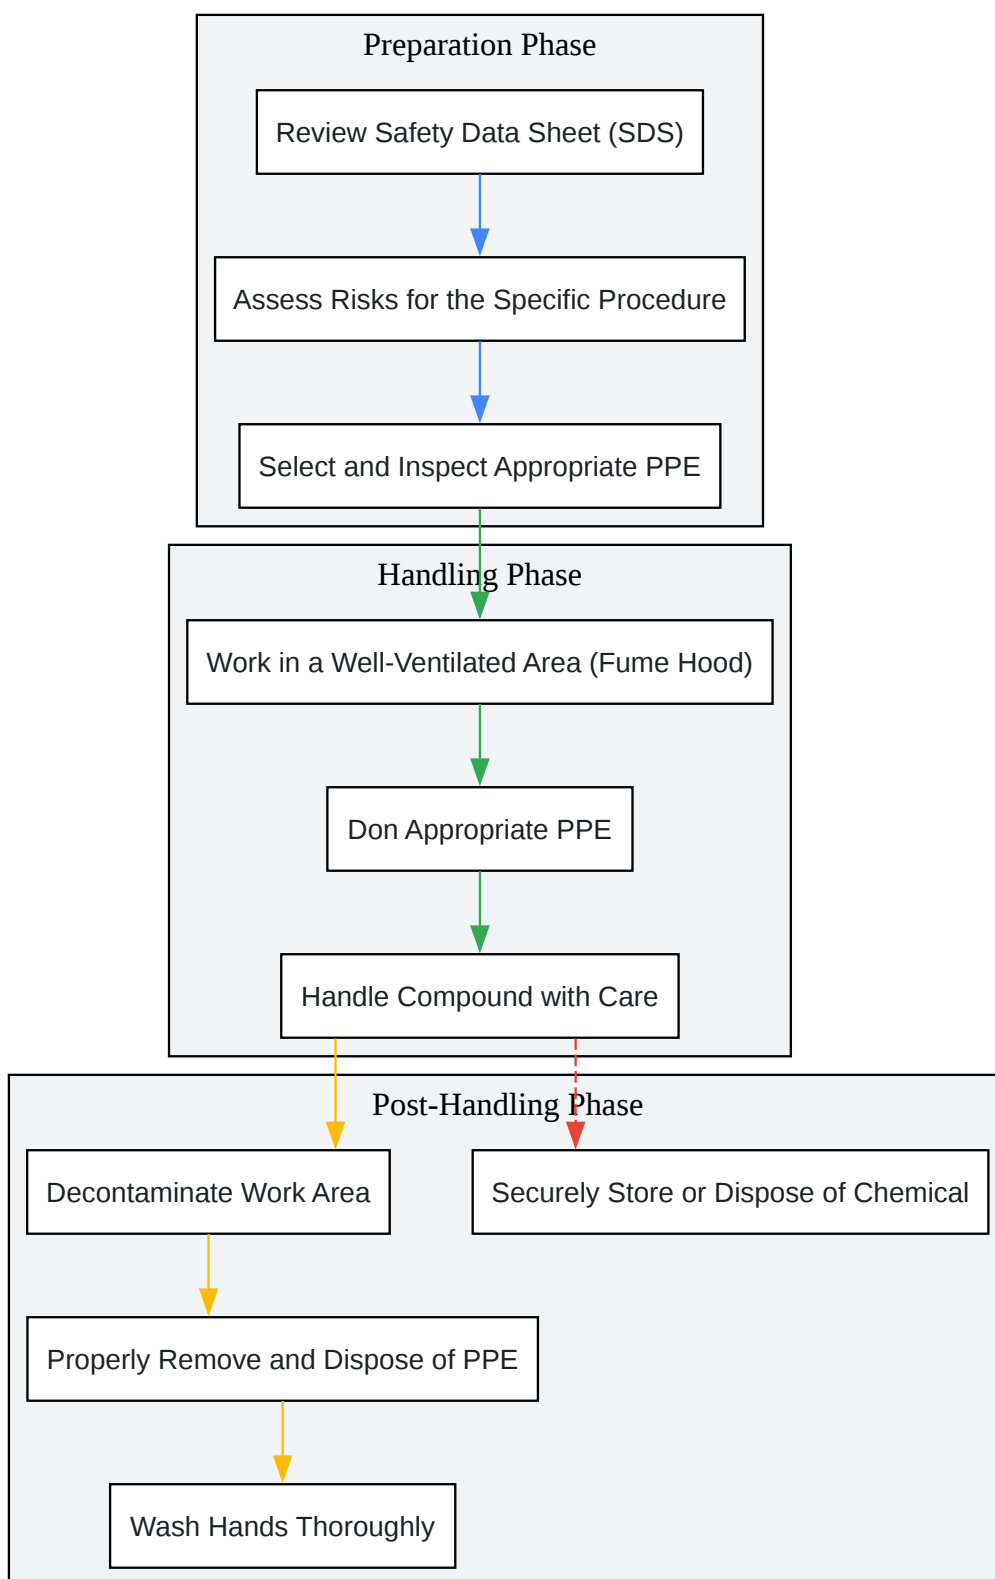 Preparation Phase
Review Safety Data Sheet (SDS)
Assess Risks for the Specific Procedure
Select and Inspect Appropriate PPE
Handling Phase
Work in a Well-Ventilated Area (Fume Hood)
Don Appropriate PPE
Handle Compound with Care
Post-Handling Phase
Decontaminate Work Area
Securely Store or Dispose of Chemical
Properly Remove and Dispose of PPE
Wash Hands Thoroughly